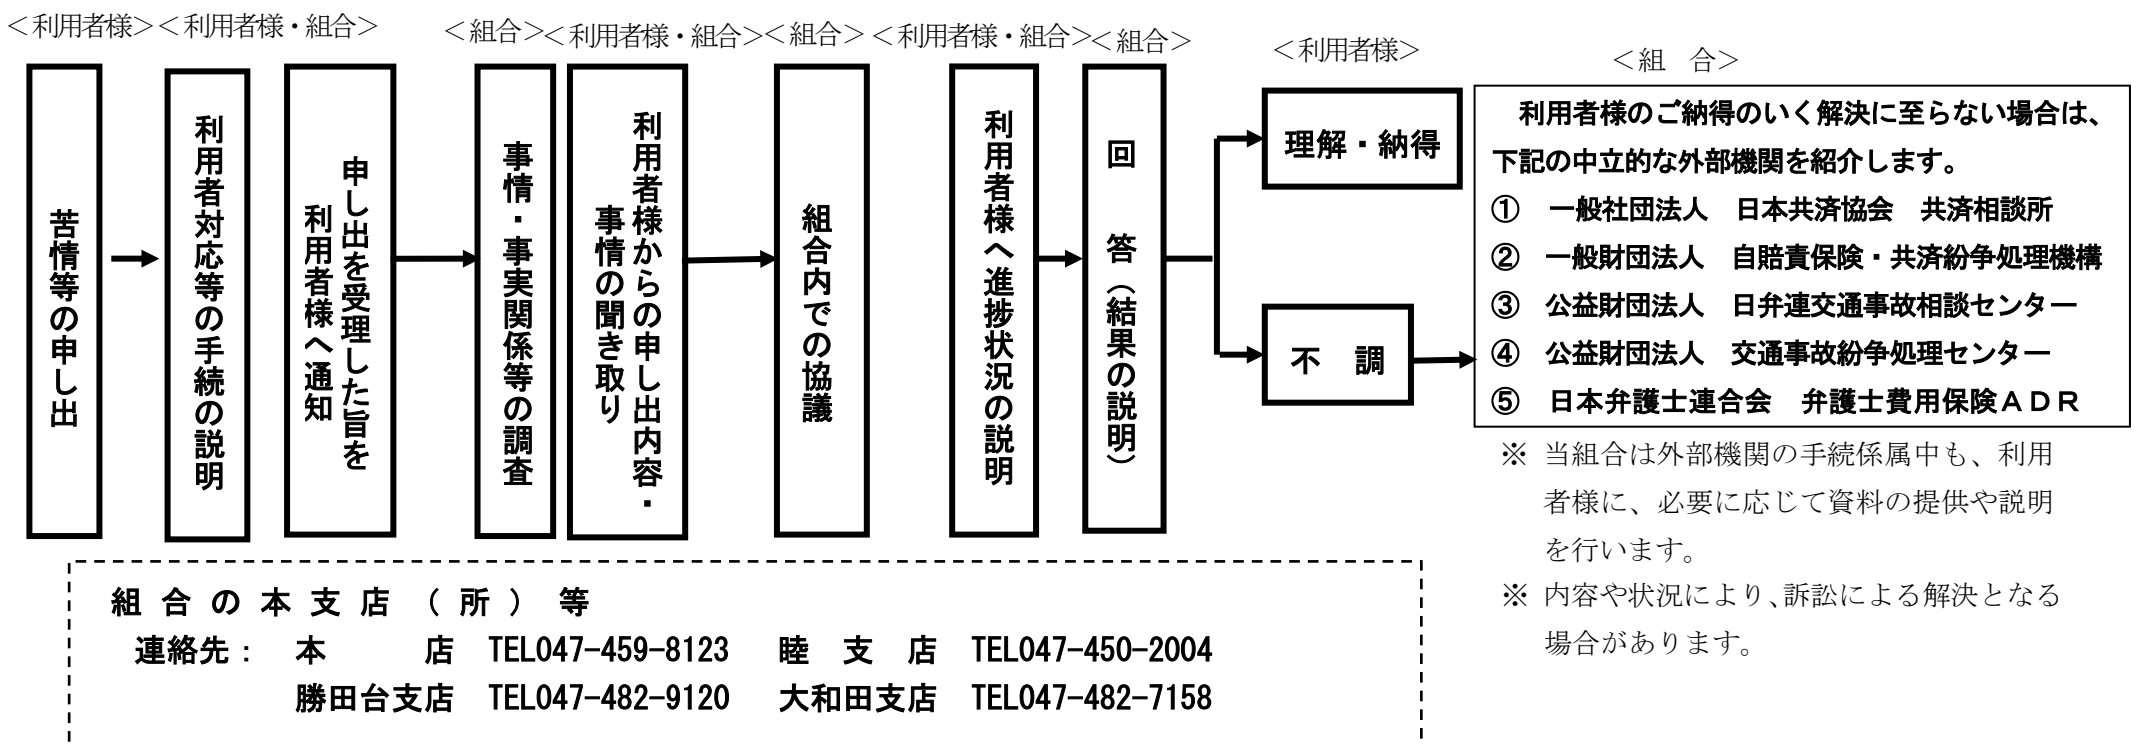 ＜利用者様＞
＜利用者様・組合＞
＜組合＞
＜利用者様・組合＞
＜組合＞
＜利用者様・組合＞
＜組合＞
＜利用者様＞
＜組　合＞
苦情等の申し出
利用者対応等の手続の説明
申し出を受理した旨を
利用者様へ通知
事情・事実関係等の調査
利用者様からの申し出内容・
事情の聞き取り
組合内での協議
利用者様へ進捗状況の説明
回　答（結果の説明）
理解・納得
不　調
利用者様のご納得のいく解決に至らない場合は、
下記の中立的な外部機関を紹介します。
①　一般社団法人　日本共済協会　共済相談所
②　一般財団法人　自賠責保険・共済紛争処理機構
③　公益財団法人　日弁連交通事故相談センター
④　公益財団法人　交通事故紛争処理センター
⑤　日本弁護士連合会　弁護士費用保険ＡＤＲ
※ 当組合は外部機関の手続係属中も、利用
者様に、必要に応じて資料の提供や説明
を行います。
※ 内容や状況により、訴訟による解決となる
場合があります。
組合の本支店（所）等
連絡先：　本　　　店　TEL047-459-8123　睦　支　店　TEL047-450-2004
勝田台支店　TEL047-482-9120　大和田支店　TEL047-482-7158